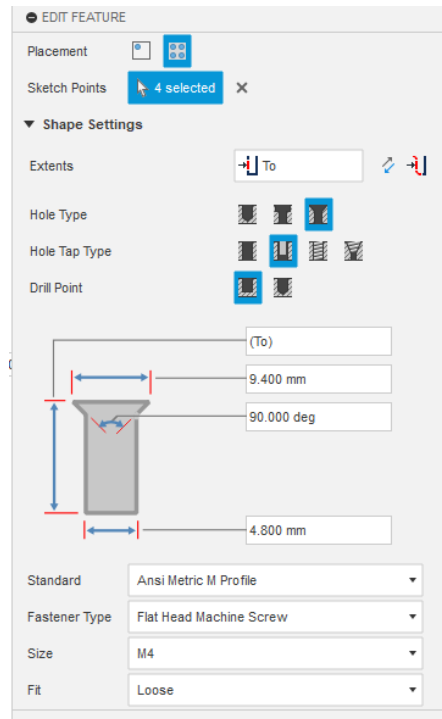 EDIT FEATURE
Placement
Sketch Points 4 selected
Shape Settings
Extents To
Hole Type
Hole Tap Type
Drill Point
(To)
9.400 mm
90.000 deg
4.800 mm
Standard Ansi Metric M Profile
Fastener Type Flat Head Machine Screw
Size M4
Fit Loose